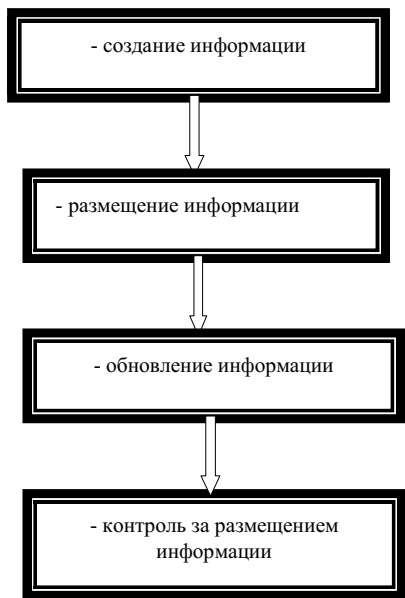 - создание информации
- размещение информации
- обновление информации
- контроль за размещением
информации